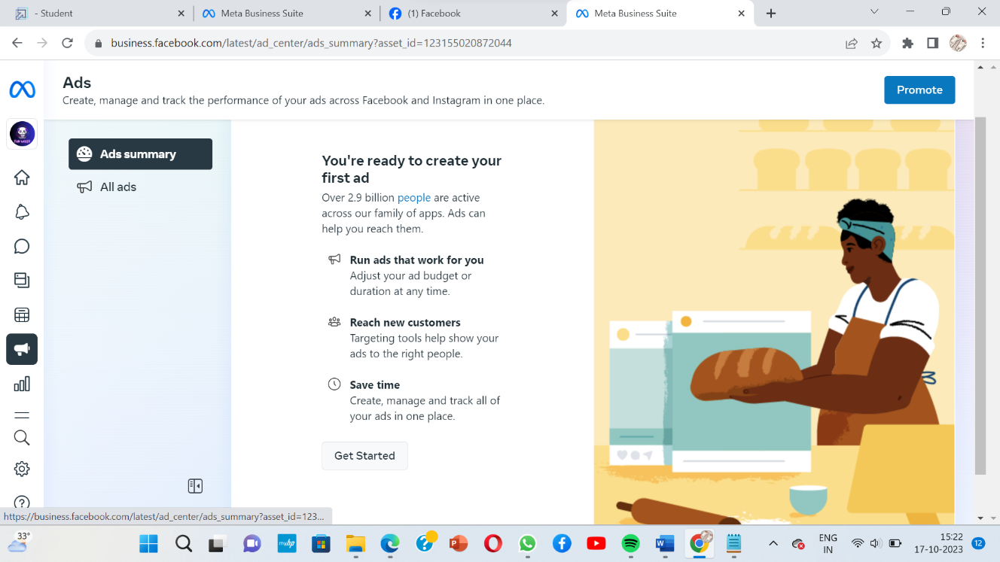 - Student
Meta Business Suite
(1) Facebook
Meta Business Suite
business.facebook.com/latest/ad_center/ads_summary?asset_id=123155020872044
Ads
Create, manage and track the performance of your ads across Facebook and Instagram in one place.
Promote
Ads summary
All ads
You're ready to create your
first ad
Over 2.9 billion people are active
across our family of apps. Ads can
help you reach them.
Run ads that work for you
Adjust your ad budget or
duration at any time.
Reach new customers
Targeting tools help show your
ads to the right people.
Save time
Create, manage and track all of
your ads in one place.
Get Started
https://business.facebook.com/latest/ad_center/ads_summary?asset_id=123...
33°
myhp
ENG
IN
15:22
17-10-2023
12